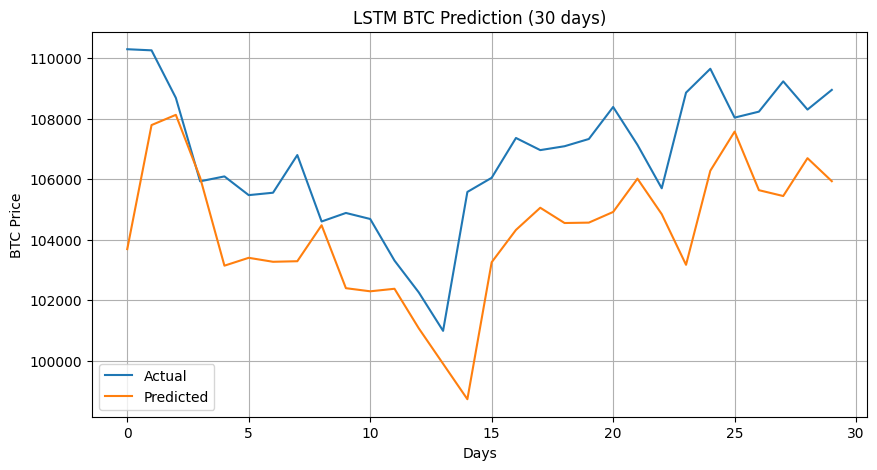 LSTM BTC Prediction (30 days)
110000
108000
106000
104000
102000
100000
BTC Price
Actual
Predicted
0 5 10 15 20 25 30
Days